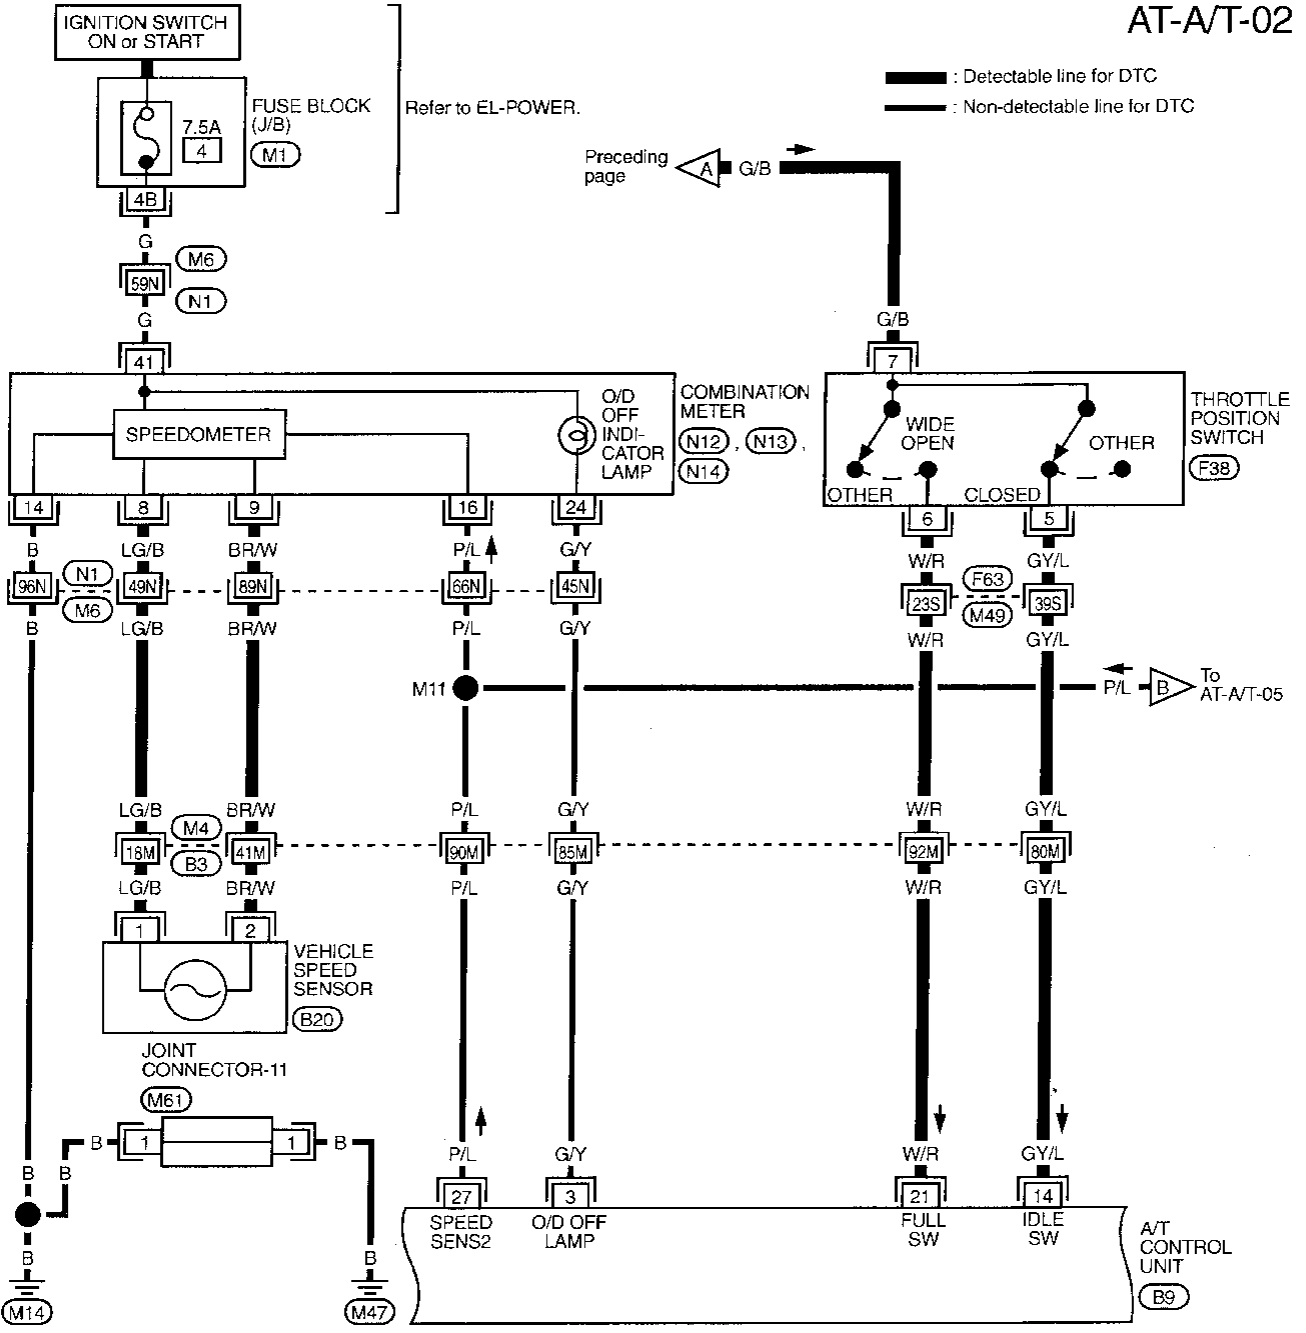 AT-A/T-02
IGNITION SWITCH
ON or START
FUSE BLOCK
(J/B)
7.5A
4
M1
Refer to EL-POWER.
: Detectable line for DTC
: Non-detectable line for DTC
4B
G
M6
59N
N1
G
41
Preceding
page
A
G/B
G/B
7
SPEEDOMETER
O/D
OFF
INDI-
CATOR
LAMP
COMBINATION
METER
N12 , N13 ,
N14
WIDE
OPEN
OTHER
OTHER
CLOSED
THROTTLE
POSITION
SWITCH
F38
14 8 9 16 24
6 5
B LG/B BR/W P/L G/Y
W/R GY/L
96N N1 49N 89N 66N 45N
M6
F63
23S 39S
M49
B LG/B BR/W P/L G/Y
W/R GY/L
M11
P/L
B
To
AT-A/T-05
LG/B BR/W P/L G/Y W/R GY/L
M4
18M 41M 90M 85M 92M 80M
B3
LG/B BR/W P/L G/Y W/R GY/L
1 2
VEHICLE
SPEED
SENSOR
B20
JOINT
CONNECTOR-11
M61
B 1 1 B
B B
P/L G/Y W/R GY/L
27 3 21 14
SPEED
SENS2
O/D OFF
LAMP
FULL
SW
IDLE
SW
A/T
CONTROL
UNIT
B9
B B
M14 M47